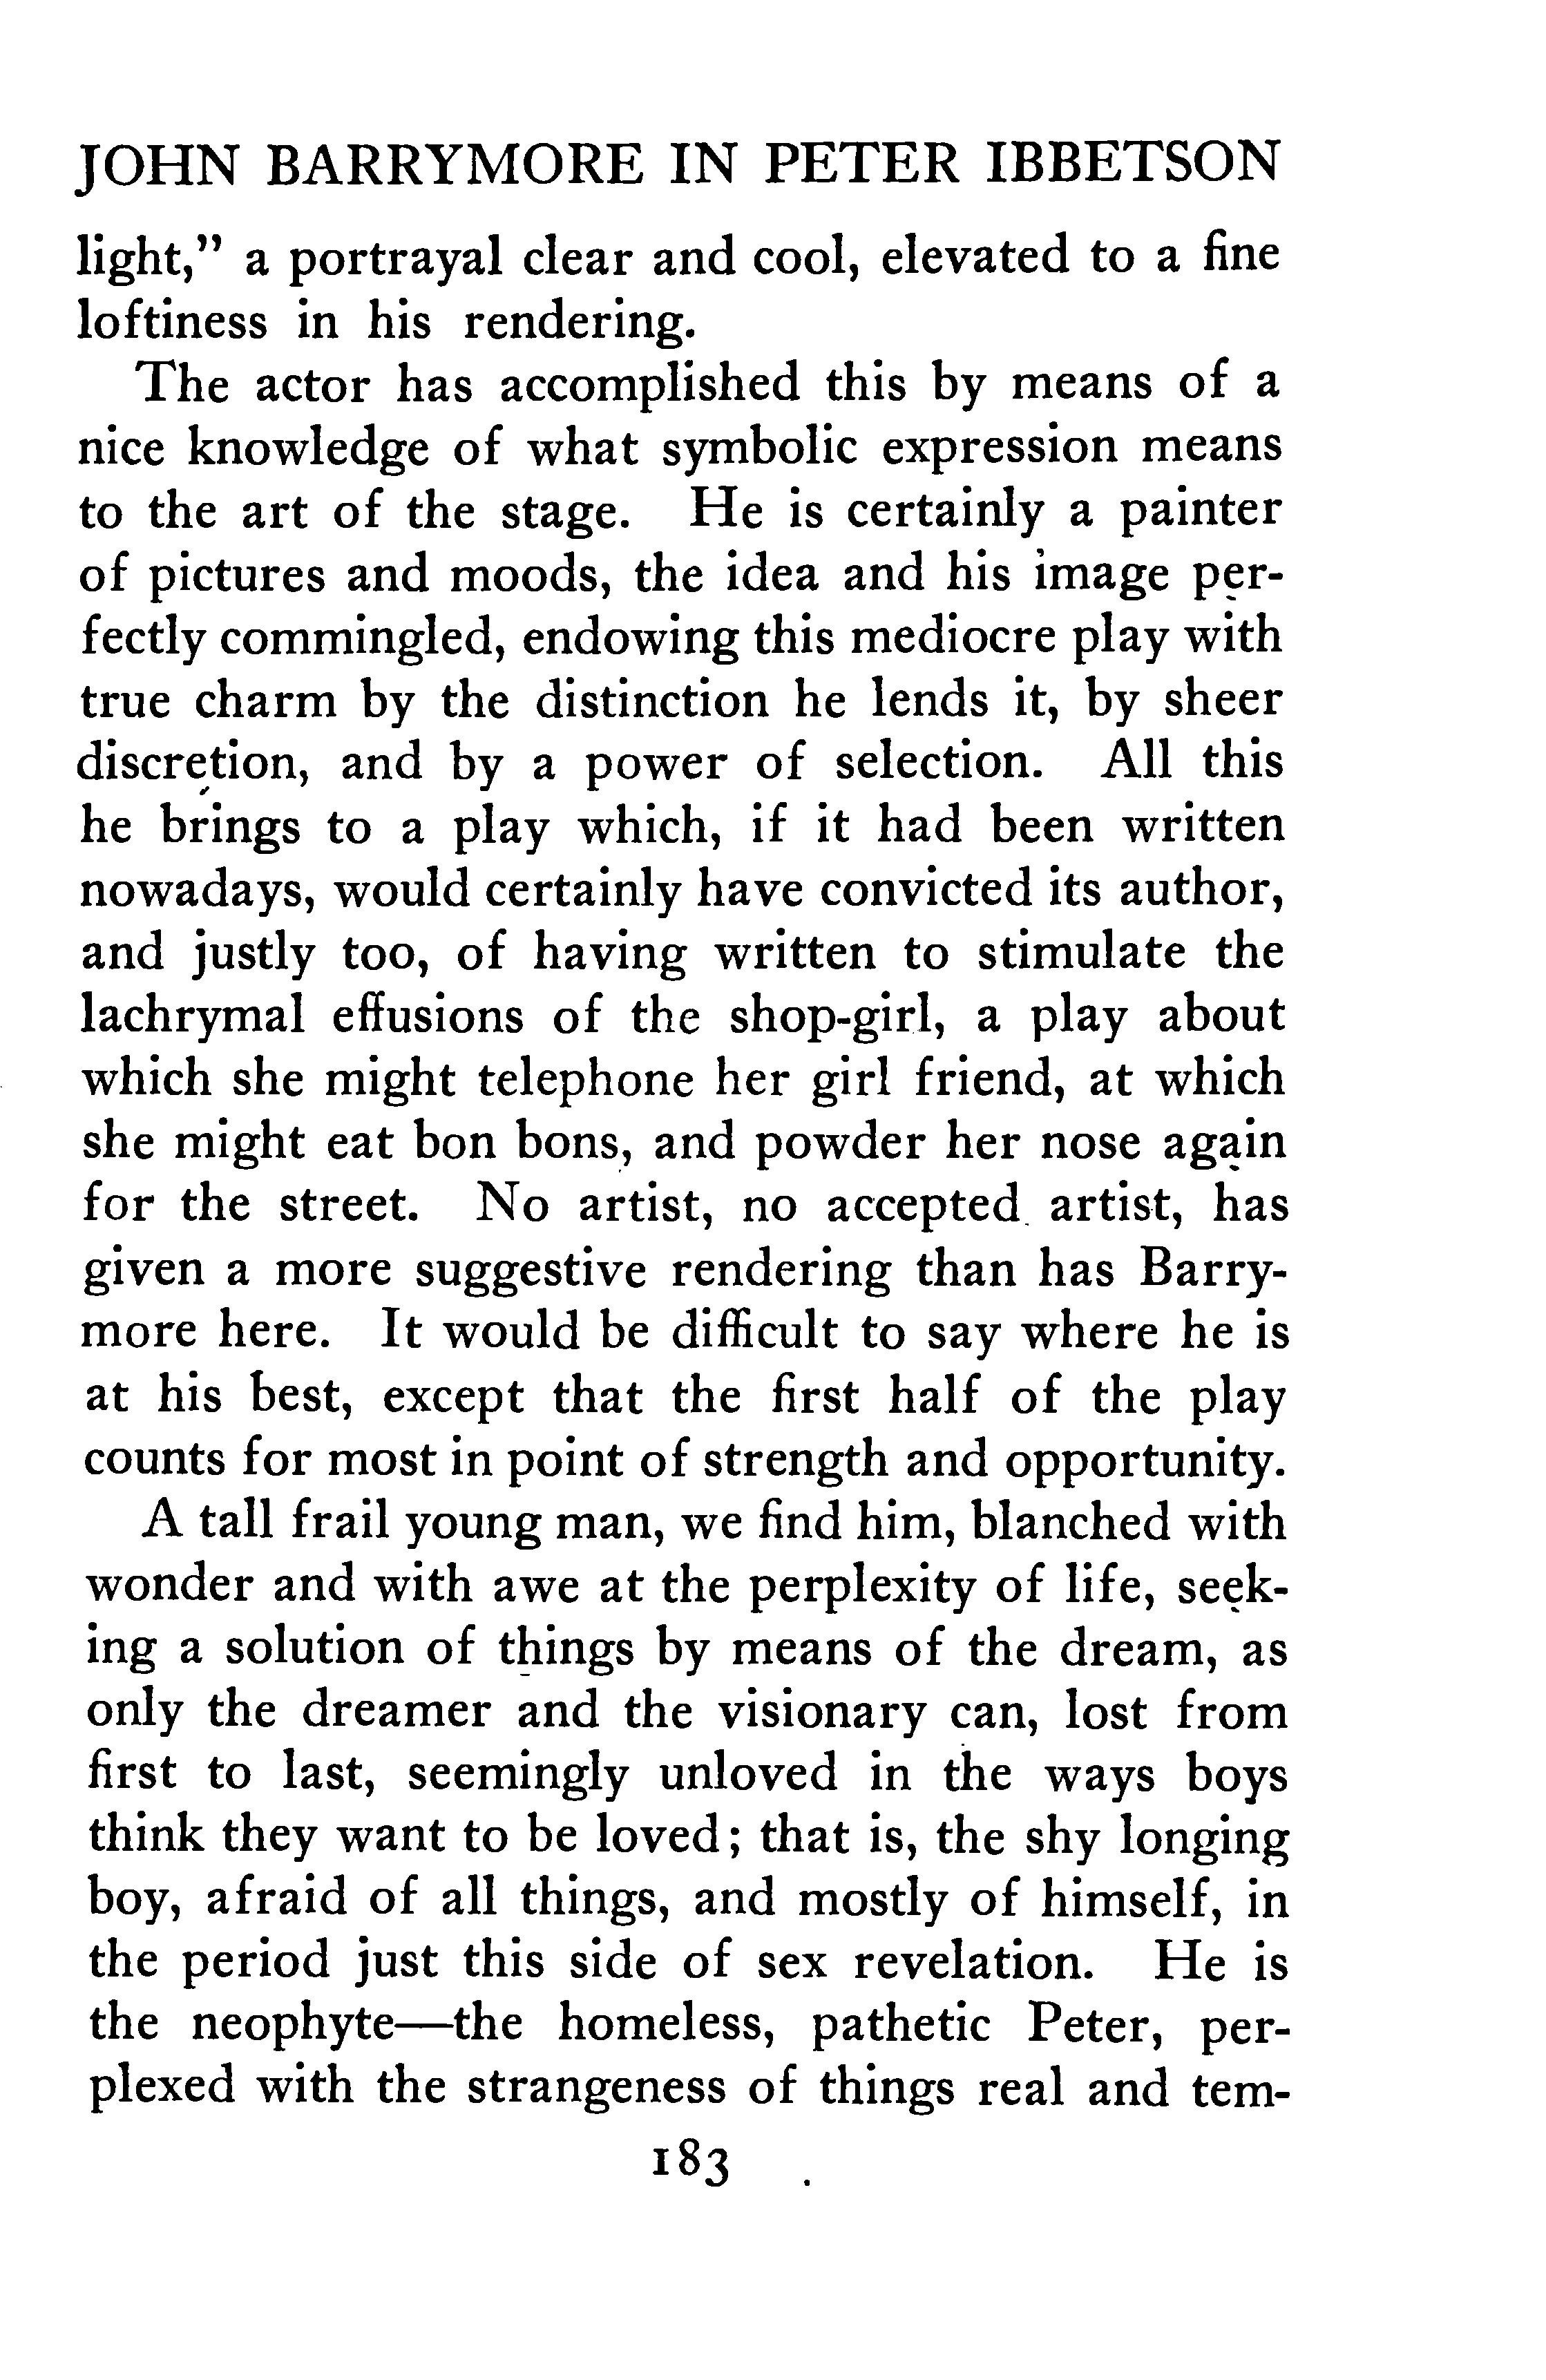 JOHN BARRYMORE IN PETER IBBETSON
light,” a portrayal clear and cool, elevated to a fine
loftiness in his rendering.
The actor has accomplished this by means of a
nice knowledge of what symbolic expression means
to the art of the stage. He is certainly a painter
of pictures and moods, the idea and his image per-
fectly commingled, endowing this mediocre play with
true charm by the distinction he lends it, by sheer
discretion, and by a power of selection. All this
he brings to a play which, if it had been written
nowadays, would certainly have convicted its author,
and justly too, of having written to stimulate the
lachrymal effusions of the shop-girl, a play about
which she might telephone her girl friend, at which
she might eat bon bons, and powder her nose again
for the street. No artist, no accepted artist, has
given a more suggestive rendering than has Barry-
more here. It would be difficult to say where he is
at his best, except that the first half of the play
counts for most in point of strength and opportunity.
A tall frail young man, we find him, blanched with
wonder and with awe at the perplexity of life, seek-
ing a solution of things by means of the dream, as
only the dreamer and the visionary can, lost from
first to last, seemingly unloved in the ways boys
think they want to be loved; that is, the shy longing
boy, afraid of all things, and mostly of himself, in
the period just this side of sex revelation. He is
the neophyte—the homeless, pathetic Peter, per-
plexed with the strangeness of things real and tem-
183